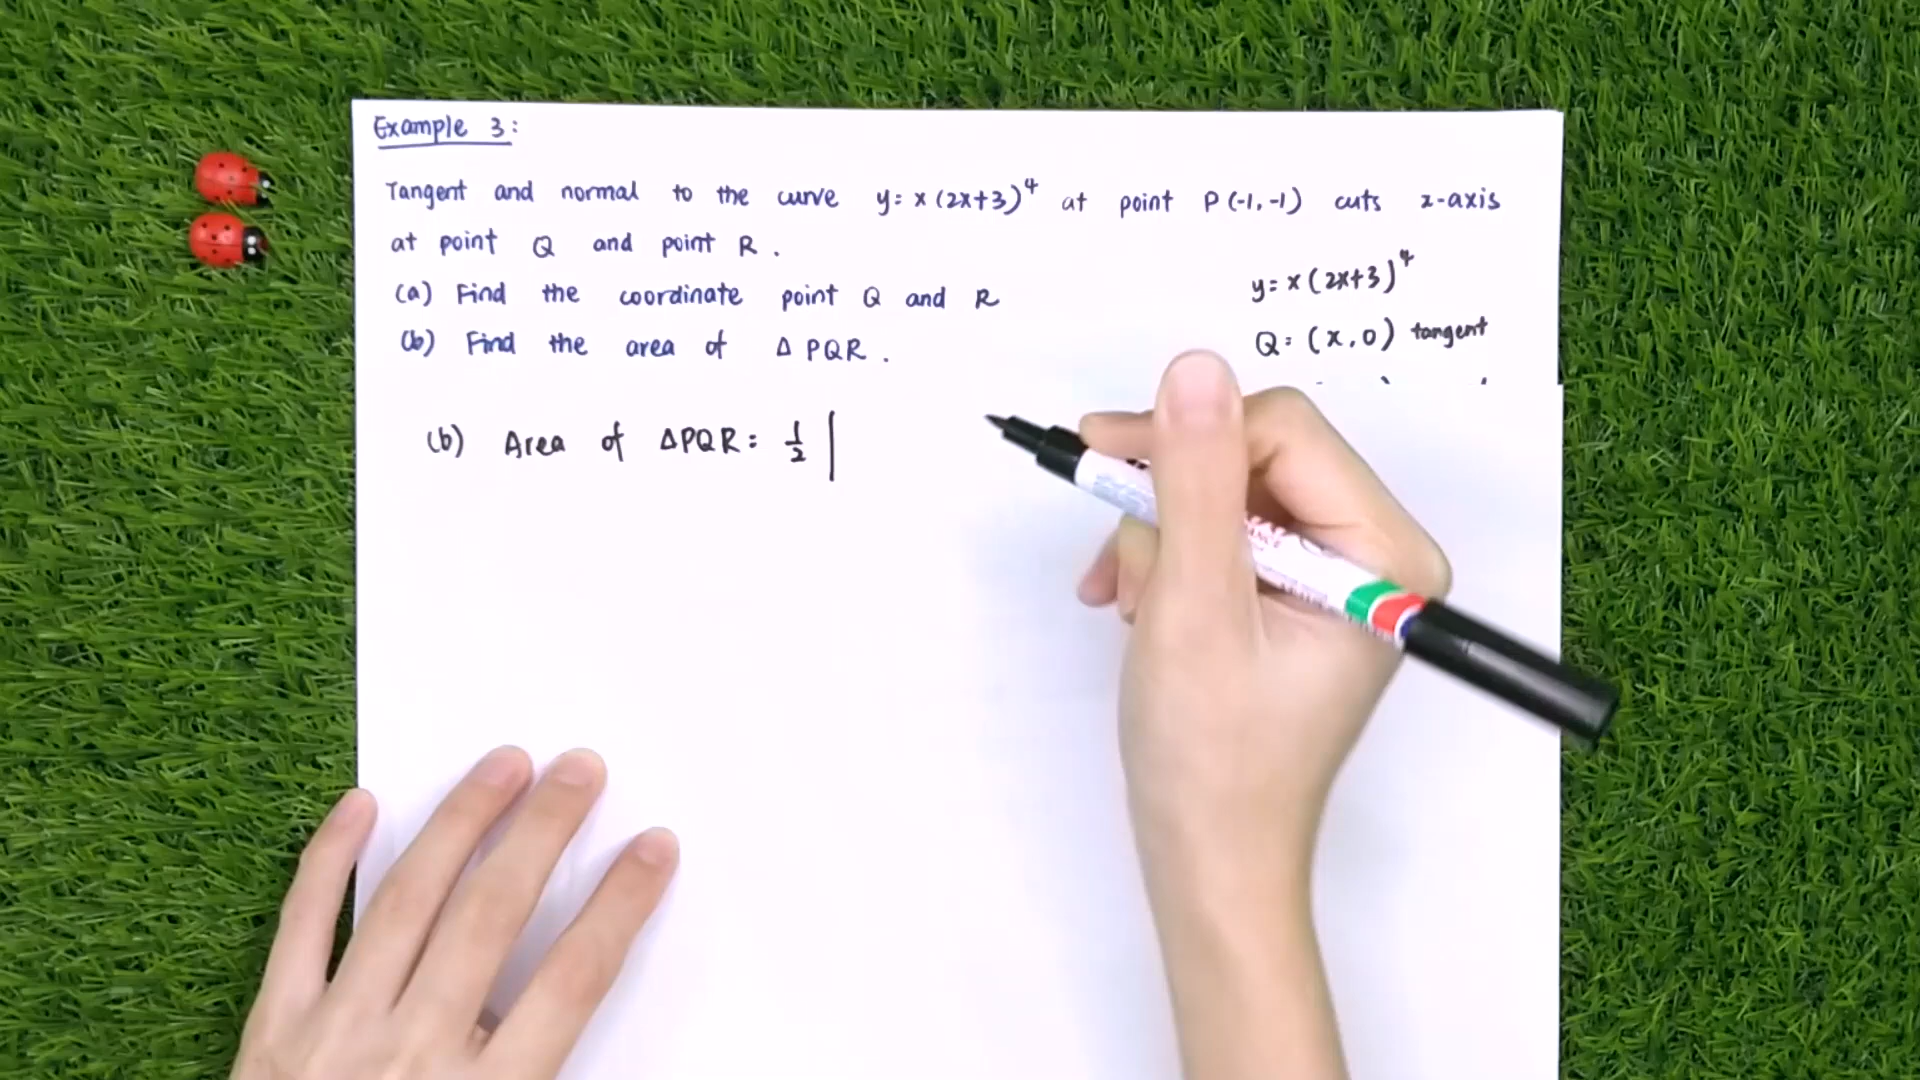 Example 3:
Tangent and normal to the curve y = x(2x+3)⁴ at point P(-1,-1) cuts x-axis
at point Q and point R.
(a) Find the coordinate point Q and R
(b) Find the area of Δ PQR.
y = x(2x+3)⁴
Q = (x,0) tangent
(b) Area of ΔPQR = 1/2 |